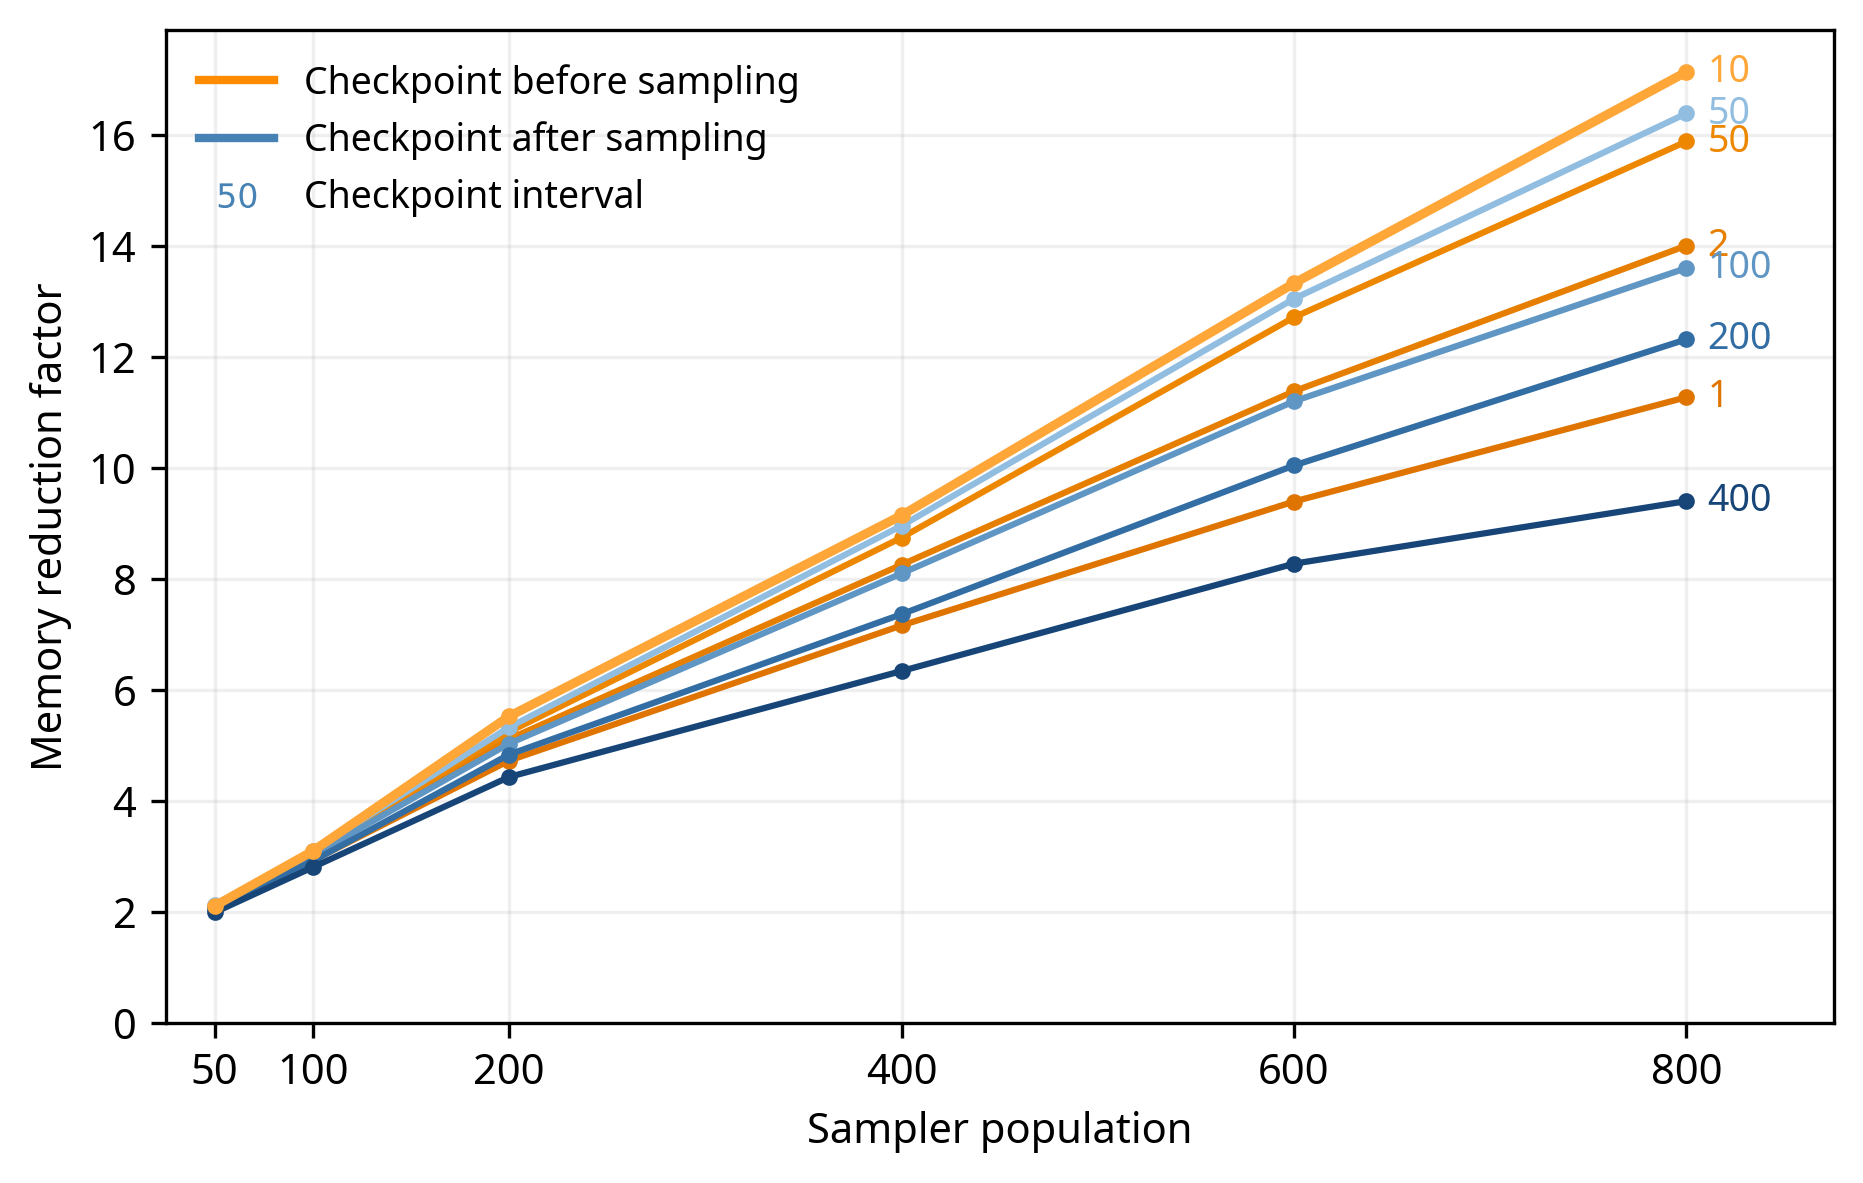 Checkpoint before sampling
Checkpoint after sampling
50 Checkpoint interval
Memory reduction factor
16
14
12
10
8
6
4
2
0
10
50
50
2
100
200
1
400
50 100 200 400 600 800
Sampler population